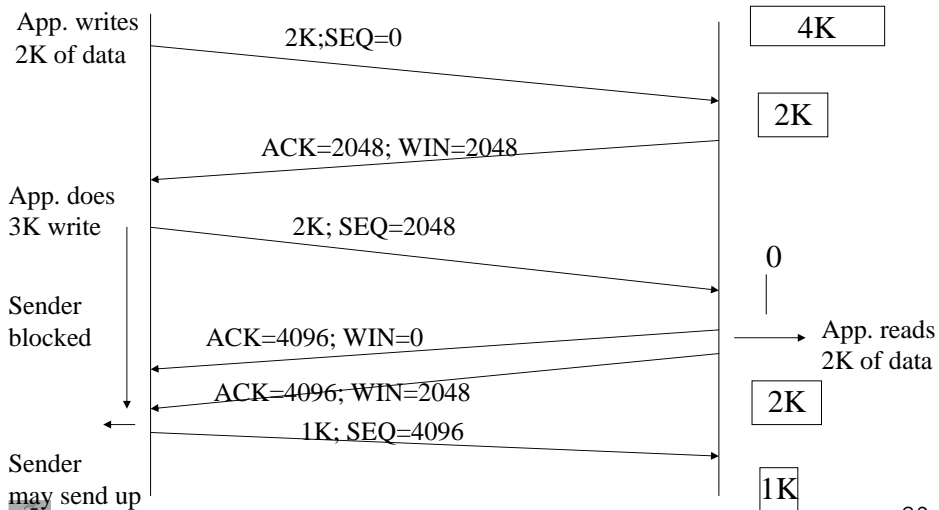 App. writes
2K of data
2K;SEQ=0
4K
2K
ACK=2048; WIN=2048
App. does
3K write
2K; SEQ=2048
0
Sender
blocked
ACK=4096; WIN=0
App. reads
2K of data
ACK=4096; WIN=2048
2K
1K; SEQ=4096
Sender
may send up
1K